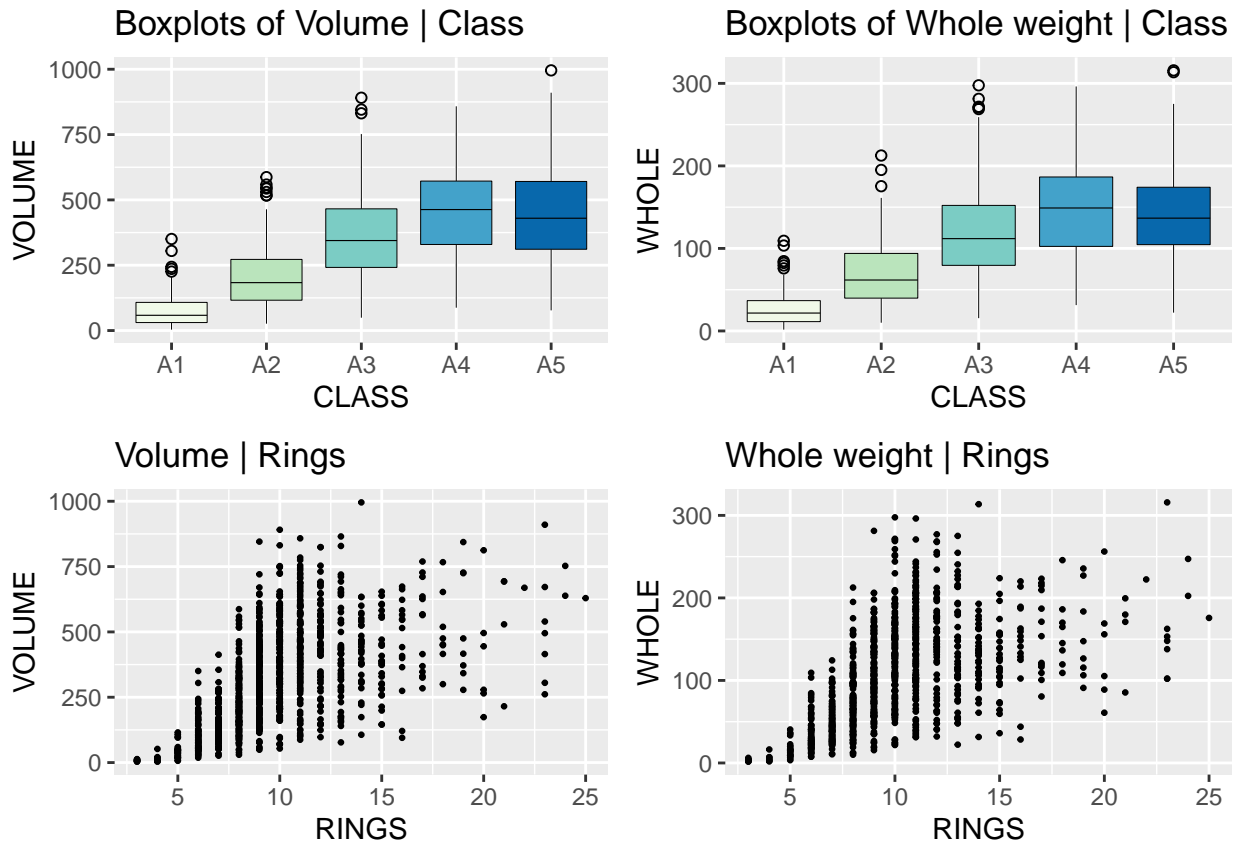 Boxplots of Volume | Class
1000
750
500
250
0
VOLUME
A1 A2 A3 A4 A5
CLASS
Boxplots of Whole weight | Class
300
200
100
0
WHOLE
A1 A2 A3 A4 A5
CLASS
Volume | Rings
1000
750
500
250
0
VOLUME
5 10 15 20 25
RINGS
Whole weight | Rings
300
200
100
0
WHOLE
5 10 15 20 25
RINGS